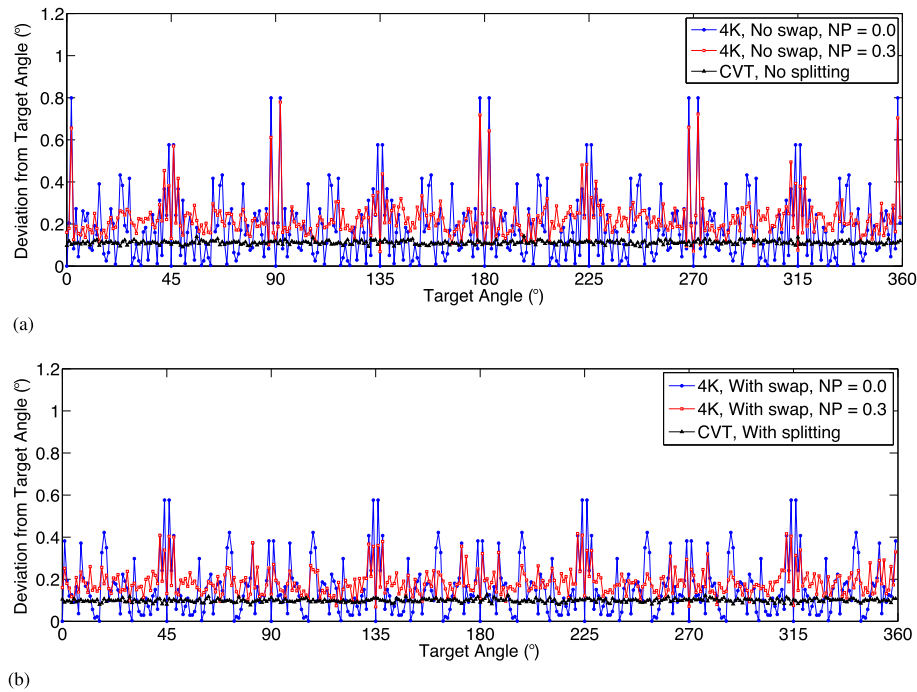 1.2
1
0.8
0.6
0.4
0.2
0
Deviation from Target Angle (°)
4K, No swap, NP = 0.0
4K, No swap, NP = 0.3
CVT, No splitting
0 45 90 135 180 225 270 315 360
Target Angle (°)
(a)
1.2
1
0.8
0.6
0.4
0.2
0
Deviation from Target Angle (°)
4K, With swap, NP = 0.0
4K, With swap, NP = 0.3
CVT, With splitting
0 45 90 135 180 225 270 315 360
Target Angle (°)
(b)